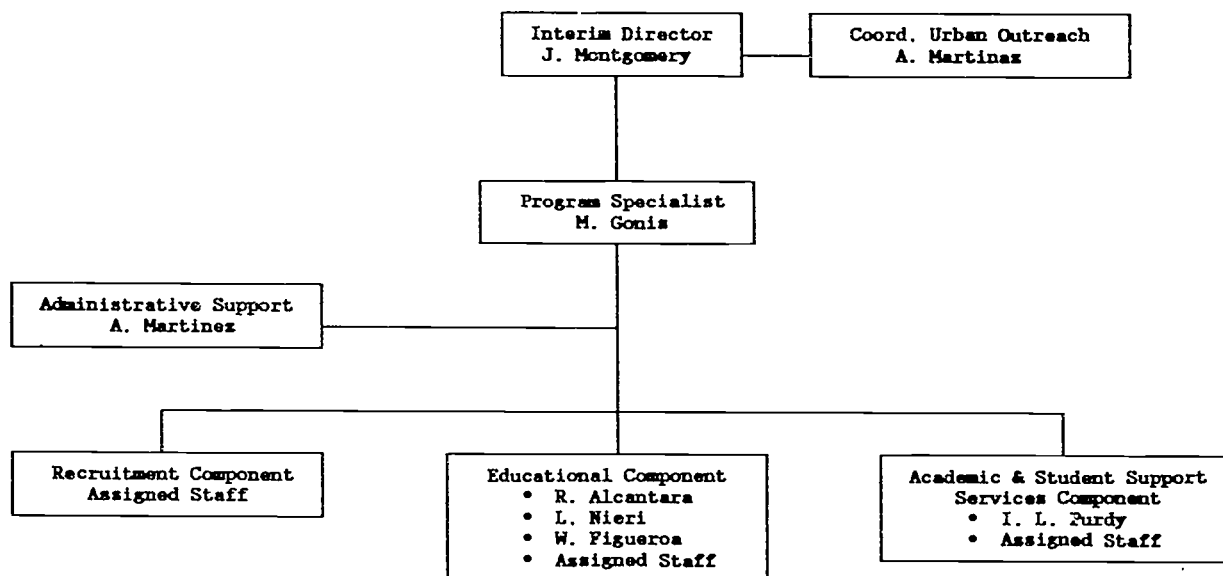 Interim Director
J. Montgomery
Coord. Urban Outreach
A. Martinaz
Program Specialist
M. Gonis
Administrative Support
A. Martinez
Recruitment Component
Assigned Staff
Educational Component
• R. Alcantara
• L. Nieri
• W. Figueroa
• Assigned Staff
Academic & Student Support
Services Component
• I. L. Purdy
• Assigned Staff